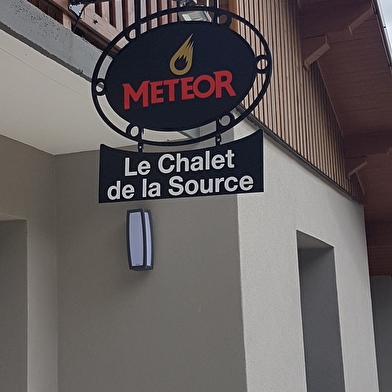 METEOR
Le Chalet
de la Source